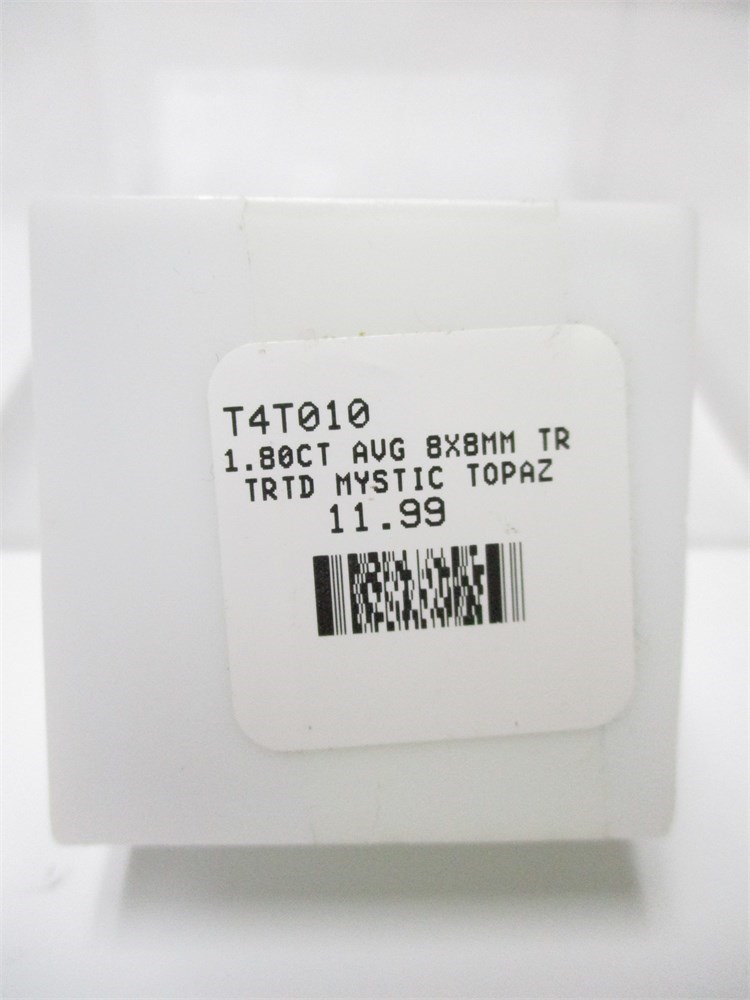 T4T010
1.80CT AVG 8X8MM TR
TRTD MYSTIC TOPAZ
11.99